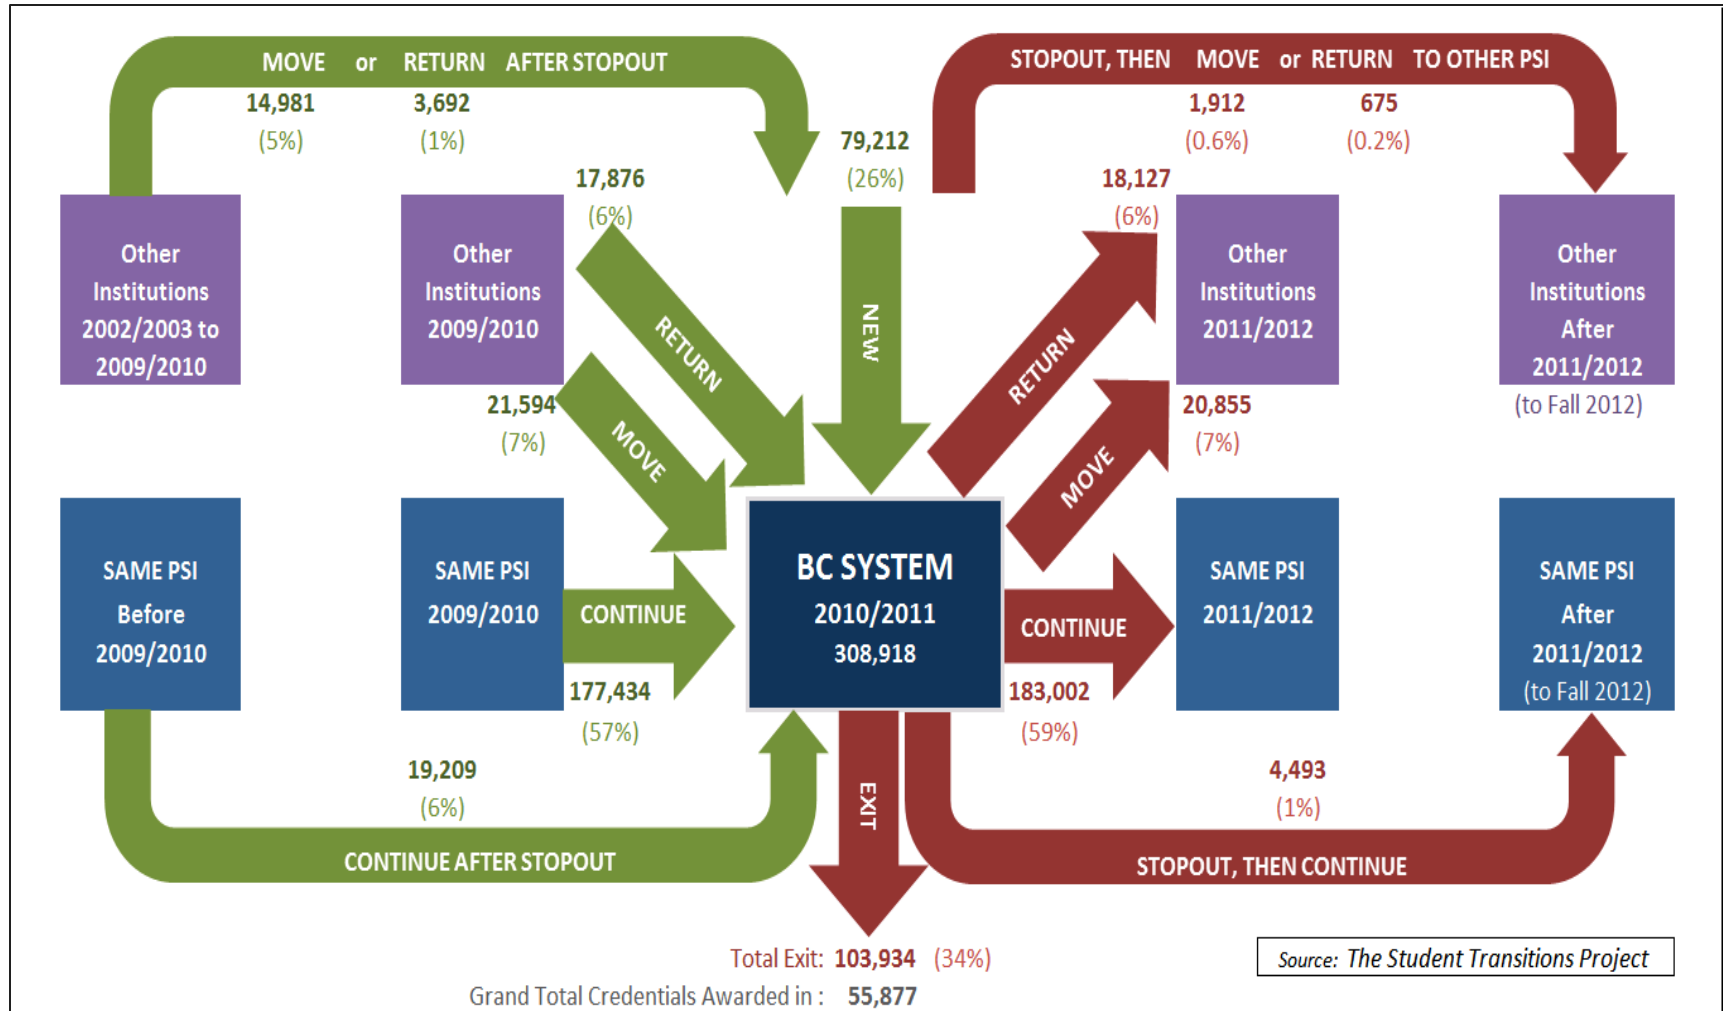 MOVE or RETURN AFTER STOPOUT
14,981 3,692
(5%) (1%)
STOPOUT, THEN MOVE or RETURN TO OTHER PSI
1,912 675
(0.6%) (0.2%)
17,876
(6%)
79,212
(26%)
18,127
(6%)
Other
Institutions
2002/2003 to
2009/2010
Other
Institutions
2009/2010
RETURN
NEW
RETURN
Other
Institutions
2011/2012
Other
Institutions
After
2011/2012
(to Fall 2012)
21,594
(7%)
MOVE
MOVE
20,855
(7%)
SAME PSI
Before
2009/2010
SAME PSI
2009/2010
CONTINUE
177,434
(57%)
BC SYSTEM
2010/2011
308,918
CONTINUE
183,002
(59%)
SAME PSI
2011/2012
SAME PSI
After
2011/2012
(to Fall 2012)
19,209
(6%)
CONTINUE AFTER STOPOUT
EXIT
4,493
(1%)
STOPOUT, THEN CONTINUE
Total Exit: 103,934 (34%)
Grand Total Credentials Awarded in : 55,877
Source: The Student Transitions Project